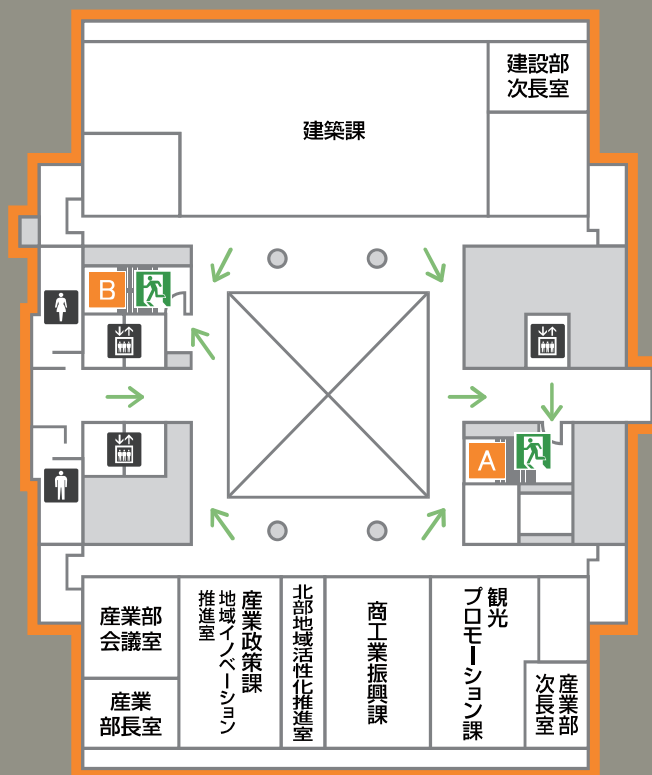 建設部
次長室
建築課
B
A
産業部
会議室
産業
部長室
産業政策課
地域イノベーション
推進室
北部地域活性化推進室
商工業振興課
観光
プロモーション課
産業部
次長室